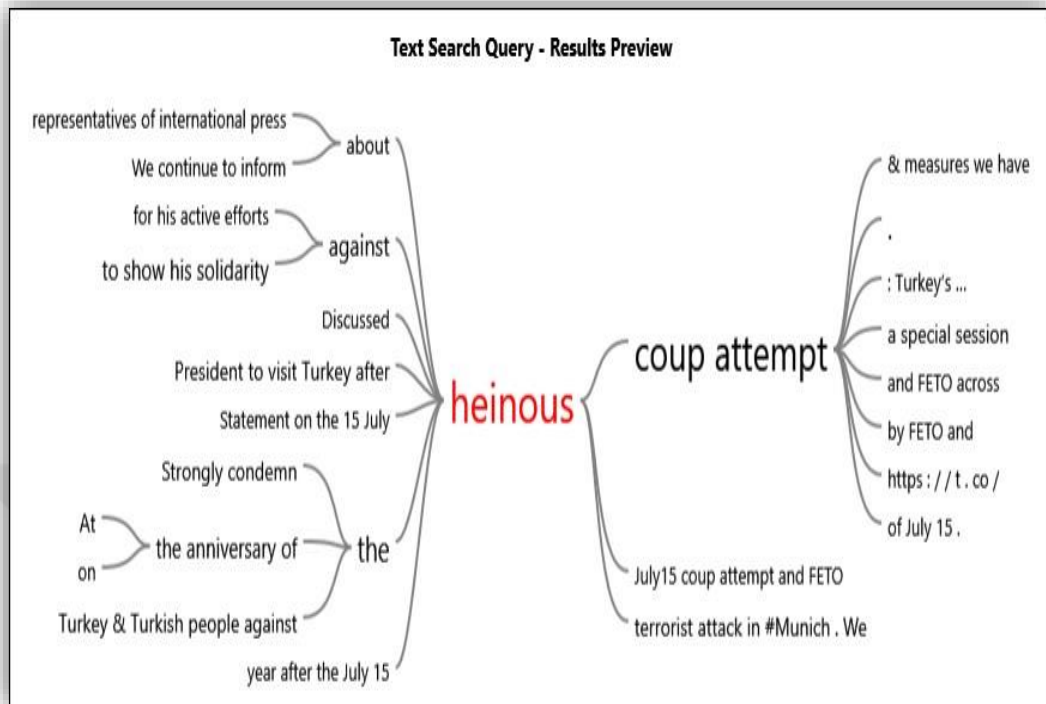 Text Search Query - Results Preview
representatives of international press
We continue to inform
about
for his active efforts
to show his solidarity
against
Discussed
President to visit Turkey after
Statement on the 15 July
Strongly condemn
At
on
the anniversary of
the
Turkey & Turkish people against
year after the July 15
heinous
coup attempt
& measures we have
.
: Turkey's ...
a special session
and FETO across
by FETO and
https : / / t . co /
of July 15 .
July15 coup attempt and FETO
terrorist attack in #Munich . We